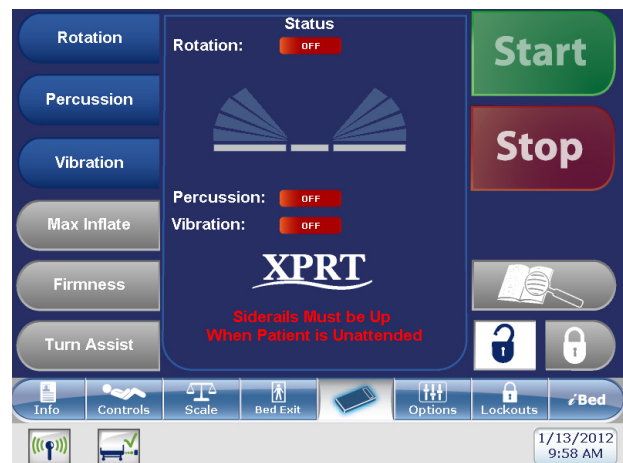 Rotation
Percussion
Vibration
Max Inflate
Firmness
Turn Assist
Status
Rotation: OFF
Percussion: OFF
Vibration: OFF
XPRT
Siderails Must be Up
When Patient is Unattended
Start
Stop
Info
Controls
Scale
Bed Exit
Options
Lockouts
iBed
1/13/2012
9:58 AM